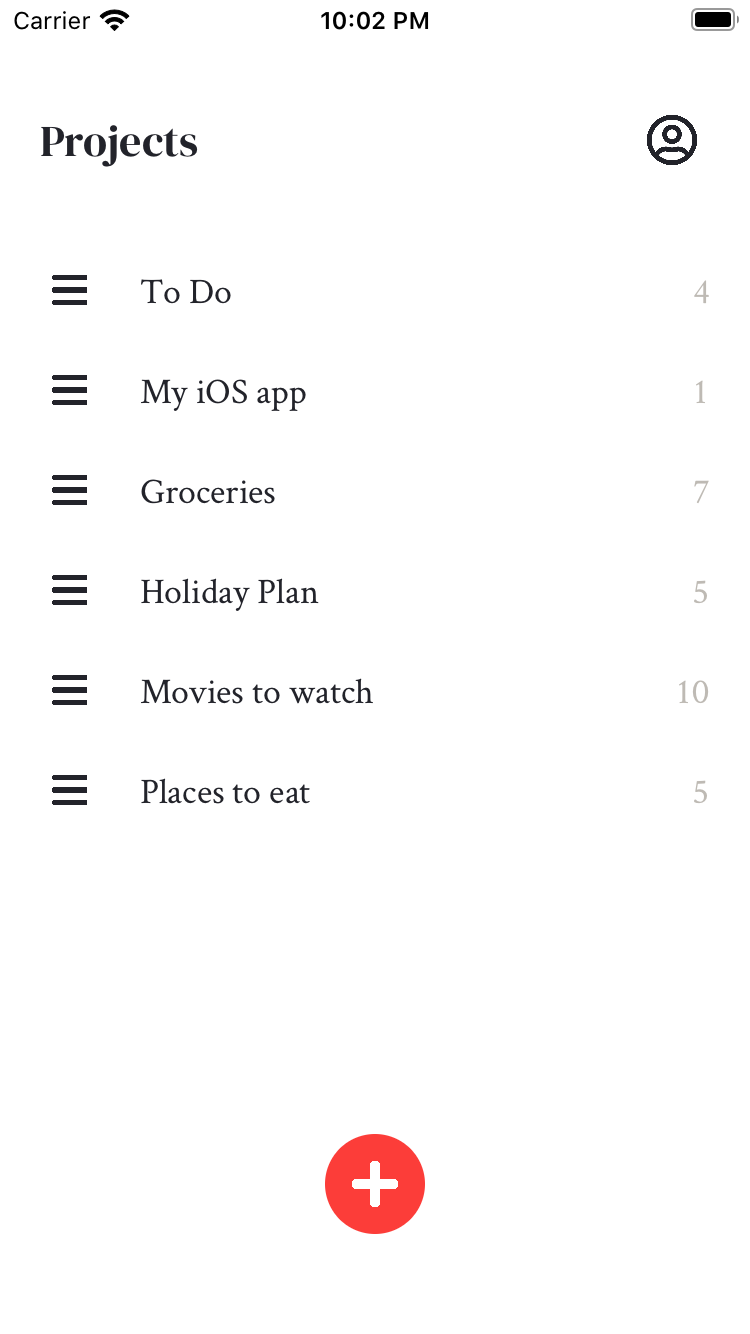 Carrier 10:02 PM
Projects
To Do 4
My iOS app 1
Groceries 7
Holiday Plan 5
Movies to watch 10
Places to eat 5